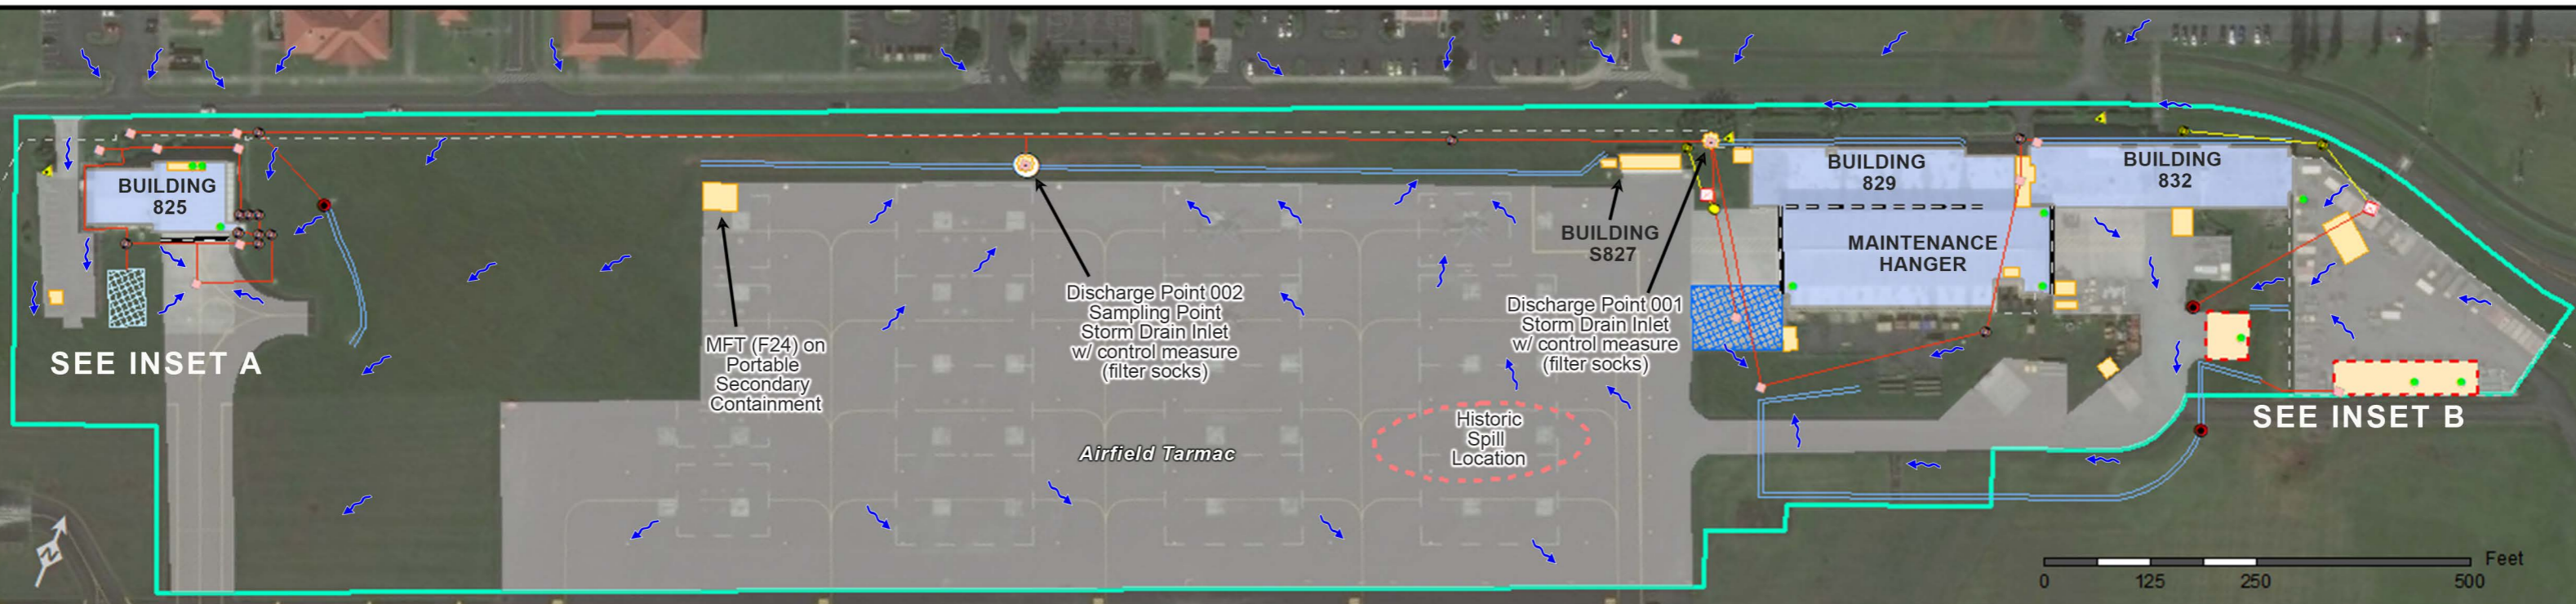 BUILDING
825
SEE INSET A
MFT (F24) on
Portable
Secondary
Containment
Discharge Point 002
Sampling Point
Storm Drain Inlet
w/ control measure
(filter socks)
Airfield Tarmac
Historic
Spill
Location
BUILDING
S827
Discharge Point 001
Storm Drain Inlet
w/ control measure
(filter socks)
BUILDING
829
MAINTENANCE
HANGER
BUILDING
832
SEE INSET B
N
Feet
0 125 250 500